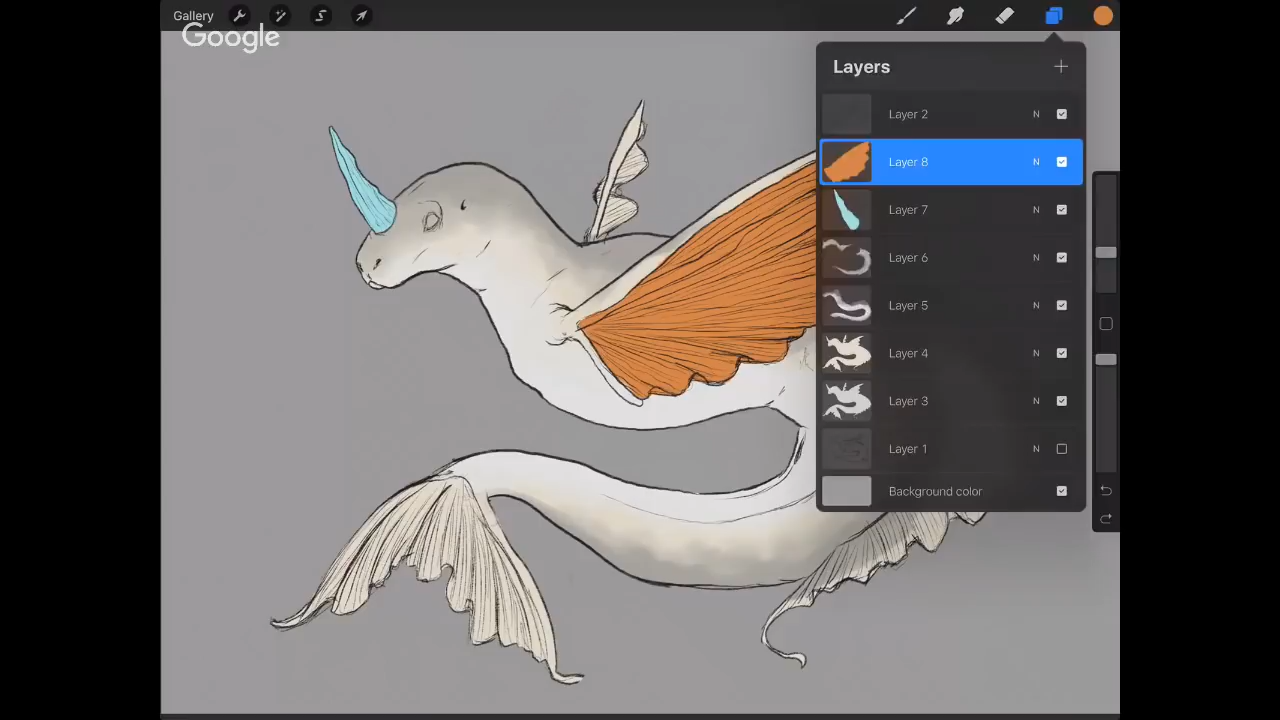 Gallery
Google
Layers
Layer 2 N
Layer 8 N
Layer 7 N
Layer 6 N
Layer 5 N
Layer 4 N
Layer 3 N
Layer 1 N
Background color